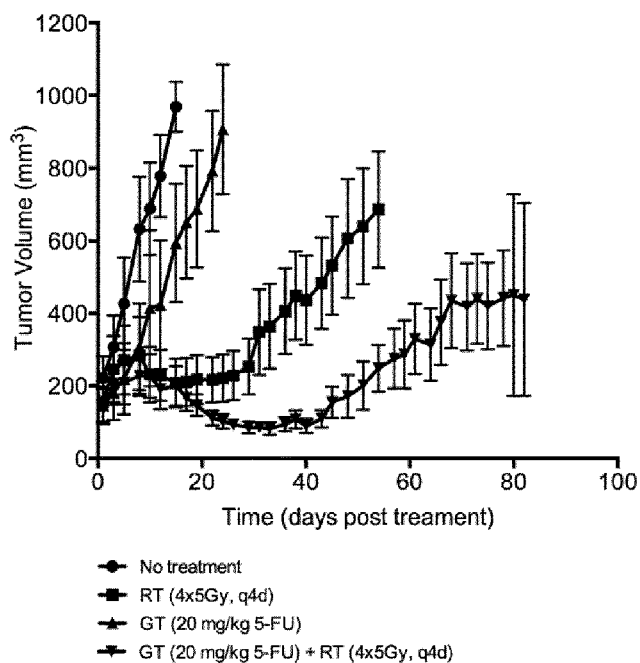 1200
1000
800
600
400
200
0
Tumor Volume (mm³)
0 20 40 60 80 100
Time (days post treament)
No treatment
RT (4x5Gy, q4d)
GT (20 mg/kg 5-FU)
GT (20 mg/kg 5-FU) + RT (4x5Gy, q4d)